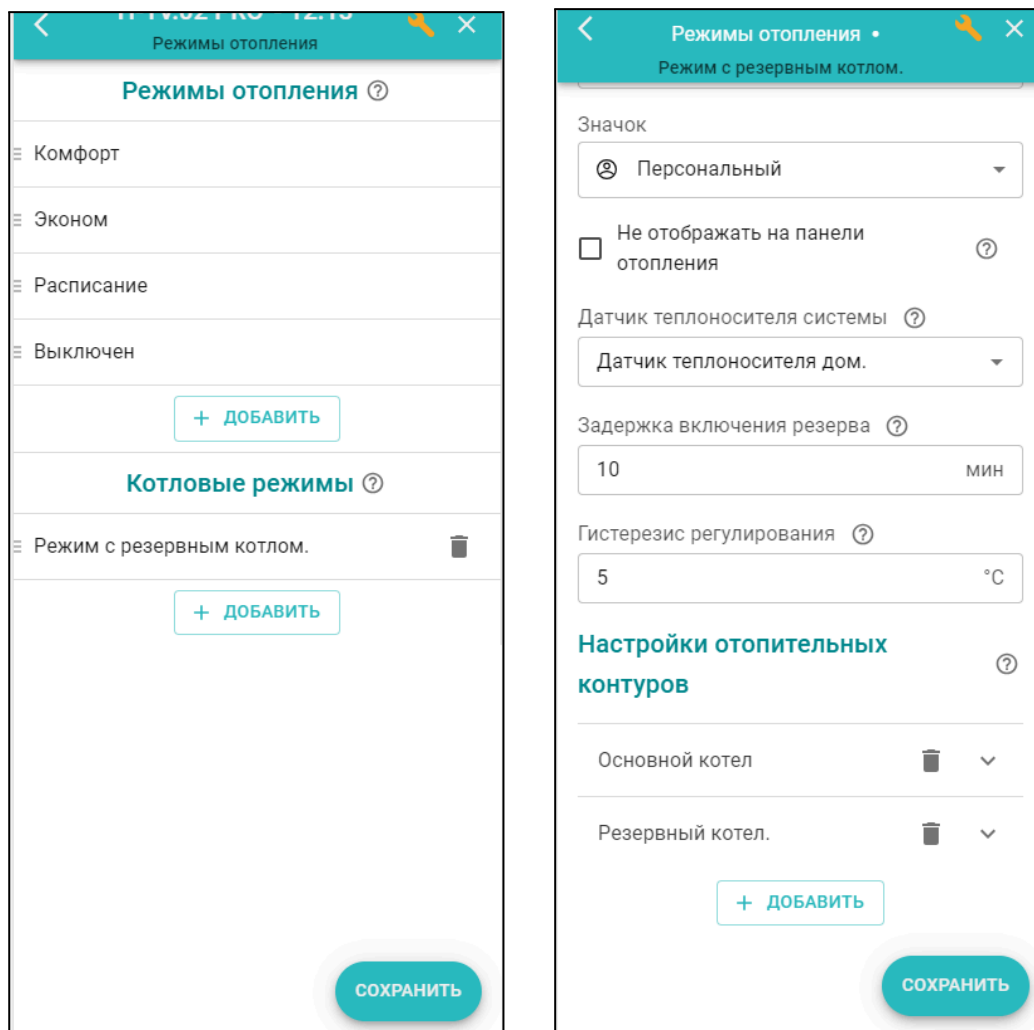 12:13
Режимы отопления
Режимы отопления
Комфорт
Эконом
Расписание
Выключен
+ ДОБАВИТЬ
Котловые режимы
Режим с резервным котлом.
+ ДОБАВИТЬ
СОХРАНИТЬ
Режимы отопления •
Режим с резервным котлом.
Значок
Персональный
Не отображать на панели
отопления
Датчик теплоносителя системы
Датчик теплоносителя дом.
Задержка включения резерва
10 мин
Гистерезис регулирования
5 °C
Настройки отопительных
контуров
Основной котел
Резервный котел.
+ ДОБАВИТЬ
СОХРАНИТЬ